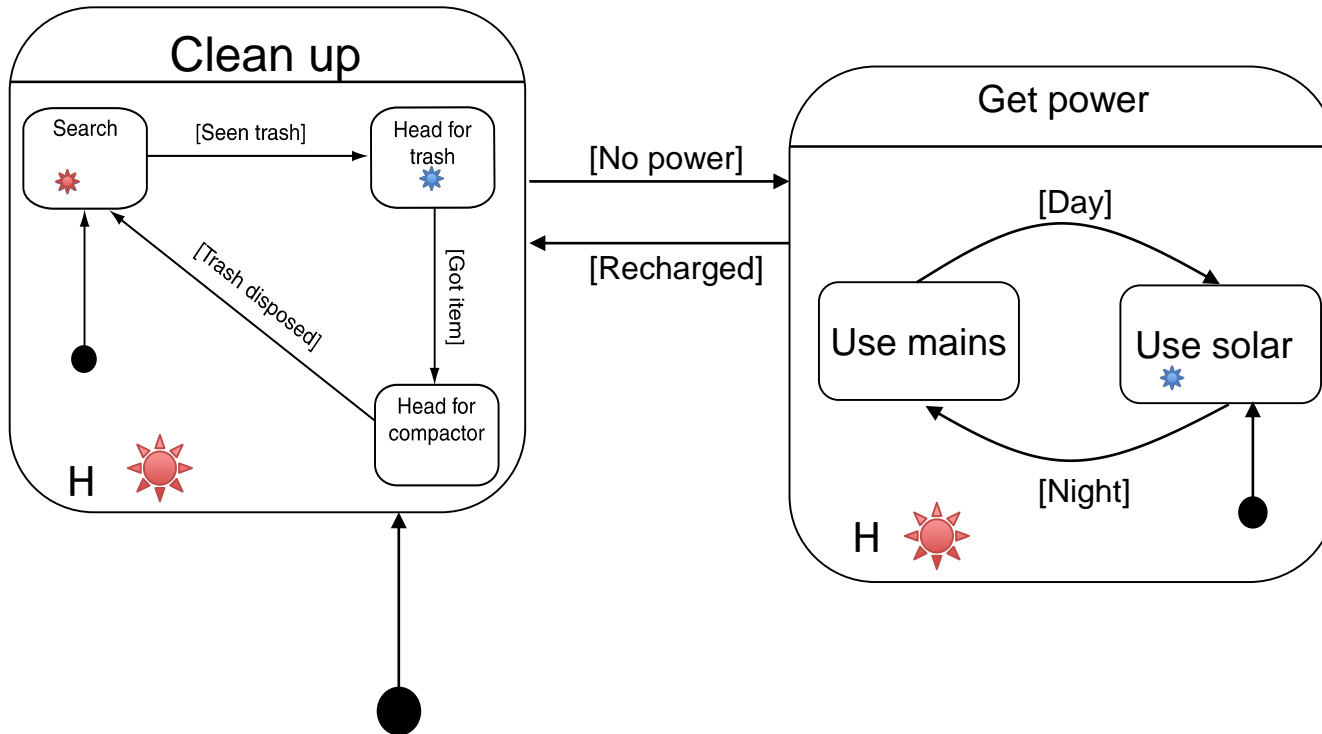 Clean up
Search
[Seen trash]
Head for
trash
[Got item]
[Trash disposed]
Head for
compactor
H
[No power]
[Recharged]
Get power
[Day]
Use mains
Use solar
[Night]
H